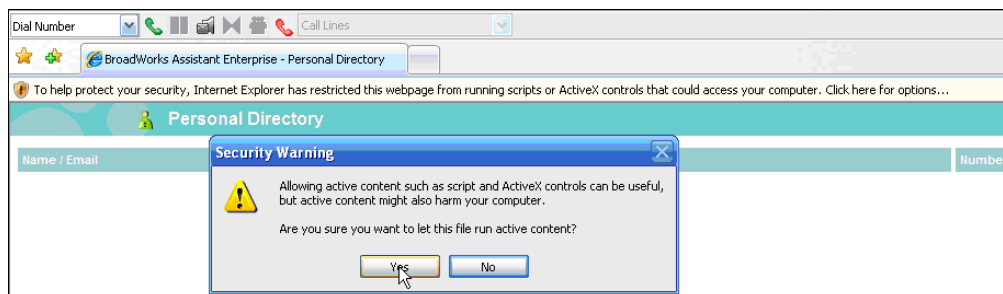 Dial Number
Call Lines
BroadWorks Assistant Enterprise - Personal Directory
To help protect your security, Internet Explorer has restricted this webpage from running scripts or ActiveX controls that could access your computer. Click here for options...
Personal Directory
Name / Email
Security Warning
Allowing active content such as script and ActiveX controls can be useful,
but active content might also harm your computer.
Are you sure you want to let this file run active content?
Yes
No
Numbe